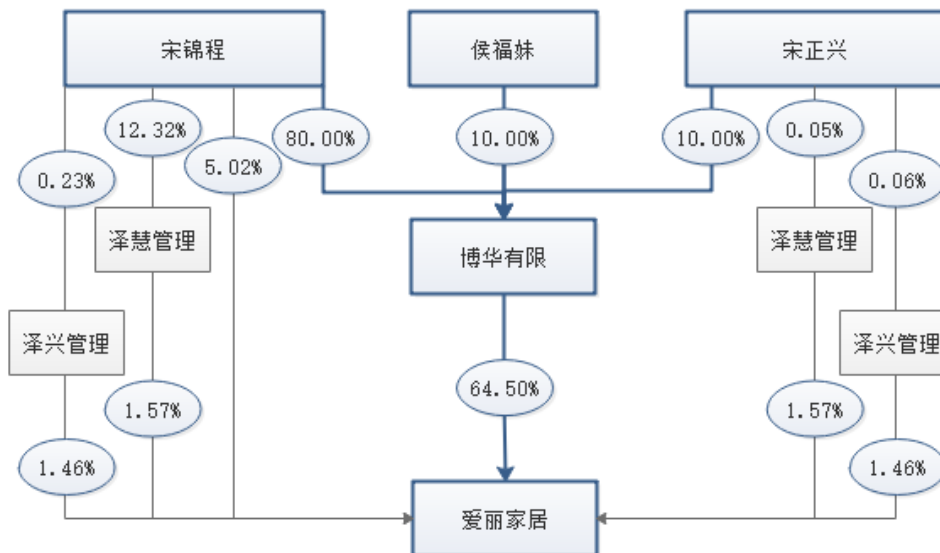 宋锦程
侯福妹
宋正兴
12.32%
0.05%
80.00%
10.00%
10.00%
5.02%
0.23%
0.06%
泽慧管理
泽慧管理
博华有限
泽兴管理
泽兴管理
64.50%
1.57%
1.57%
1.46%
1.46%
爱丽家居